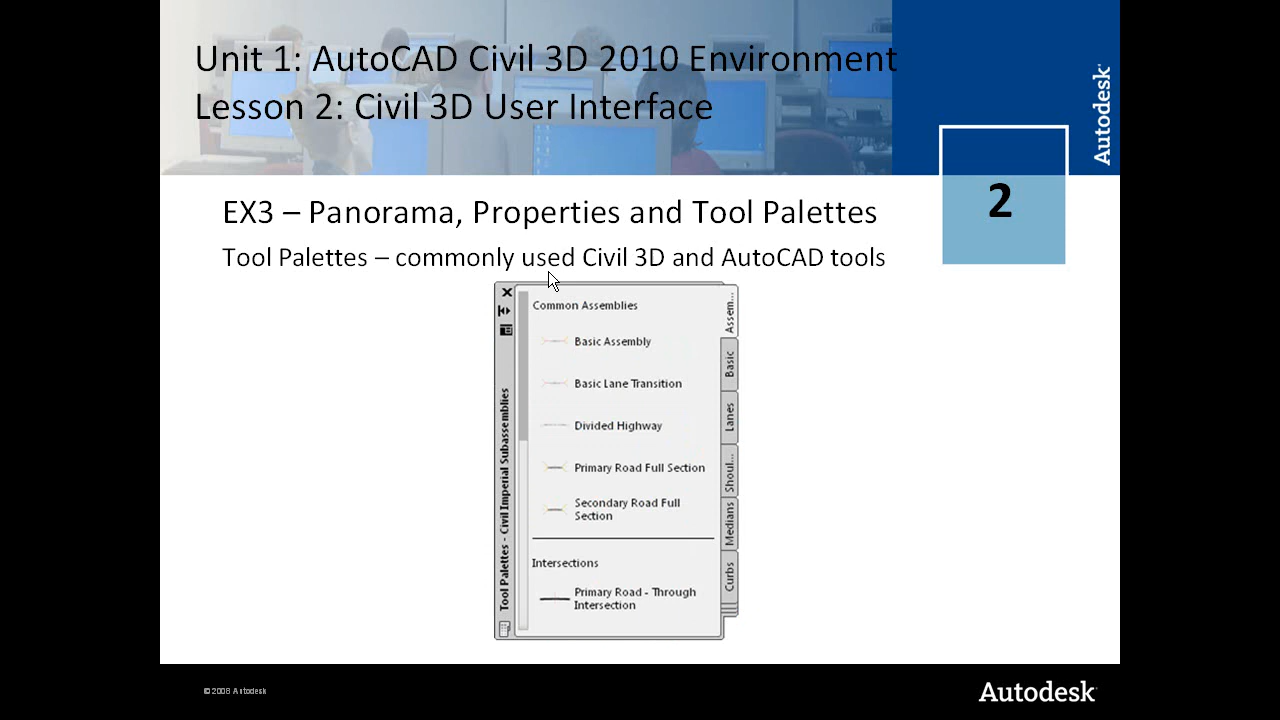 Unit 1: AutoCAD Civil 3D 2010 Environment
Lesson 2: Civil 3D User Interface
Autodesk®
2
EX3 – Panorama, Properties and Tool Palettes
Tool Palettes – commonly used Civil 3D and AutoCAD tools
Common Assemblies
Basic Assembly
Basic Lane Transition
Divided Highway
Primary Road Full Section
Secondary Road Full
Section
Intersections
Primary Road - Through
Intersection
Tool Palettes - Civil Imperial Subassemblies
Assem...
Basic
Lanes
Shoul...
Medians
Curbs
© 2008 Autodesk
Autodesk®